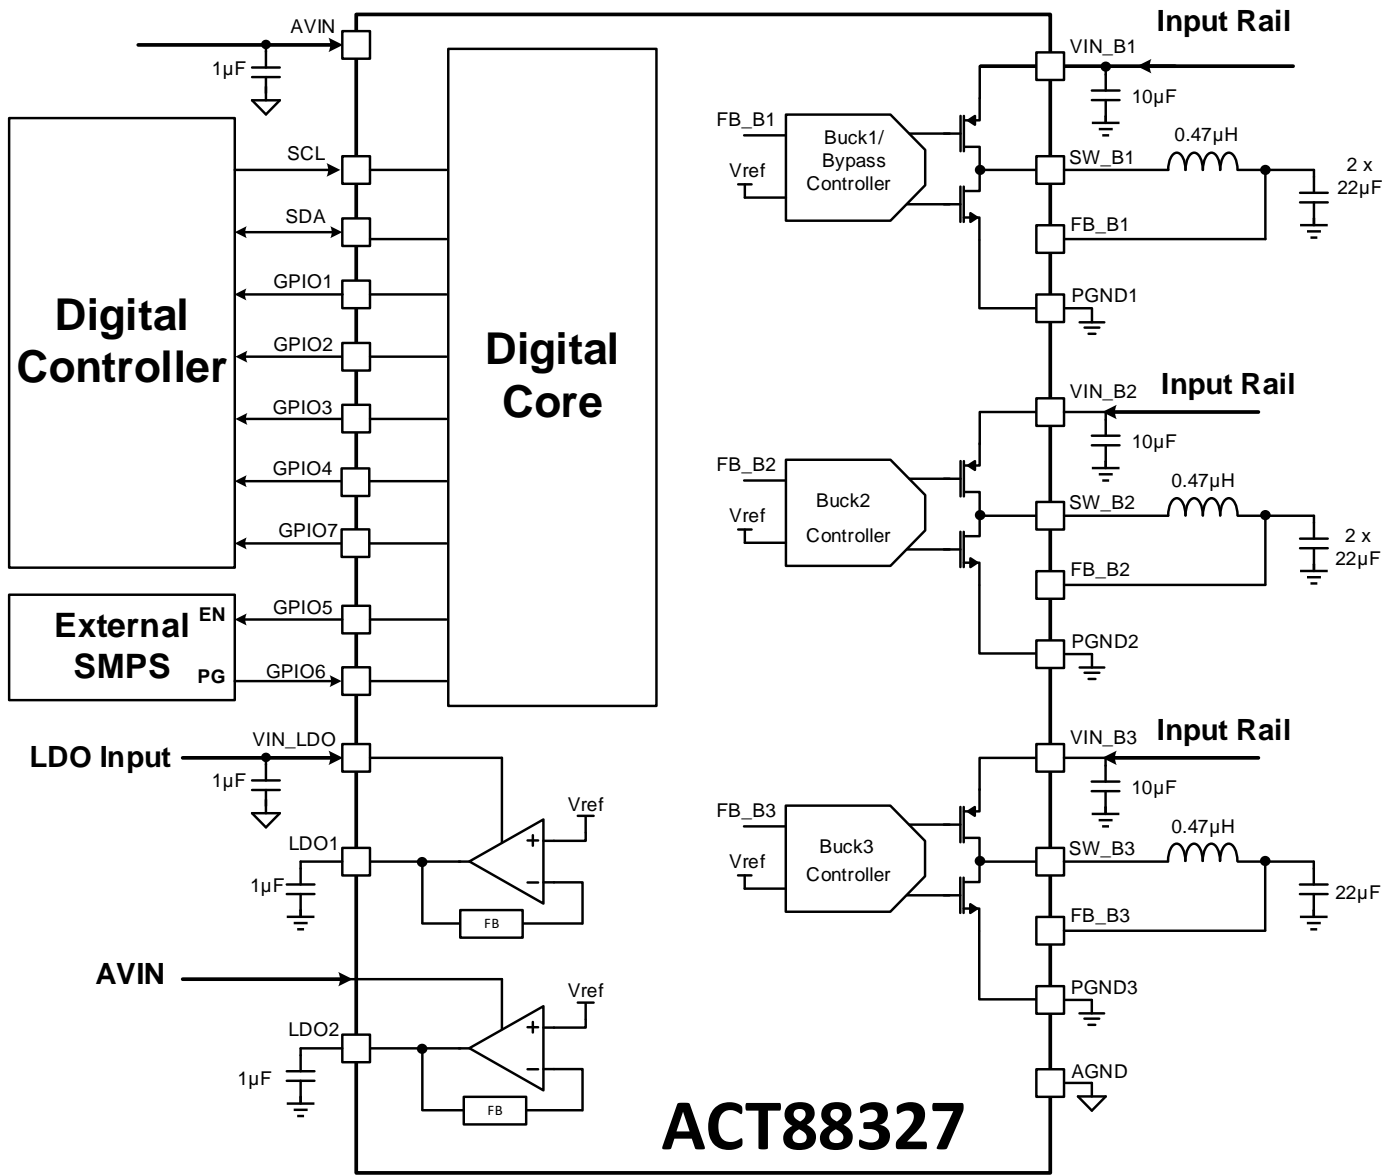 AVIN
1µF
Digital
Controller
SCL
SDA
GPIO1
GPIO2
GPIO3
GPIO4
GPIO7
External
SMPS
EN
PG
GPIO5
GPIO6
Digital
Core
LDO Input
VIN_LDO
1µF
Vref
+
−
FB
LDO1
1µF
AVIN
Vref
+
−
FB
LDO2
1µF
Input Rail
VIN_B1
10µF
FB_B1
Vref
Buck1/
Bypass
Controller
SW_B1
0.47µH
2 x
22µF
FB_B1
PGND1
Input Rail
VIN_B2
10µF
FB_B2
Vref
Buck2
Controller
SW_B2
0.47µH
2 x
22µF
FB_B2
PGND2
Input Rail
VIN_B3
10µF
FB_B3
Vref
Buck3
Controller
SW_B3
0.47µH
22µF
FB_B3
PGND3
AGND
ACT88327